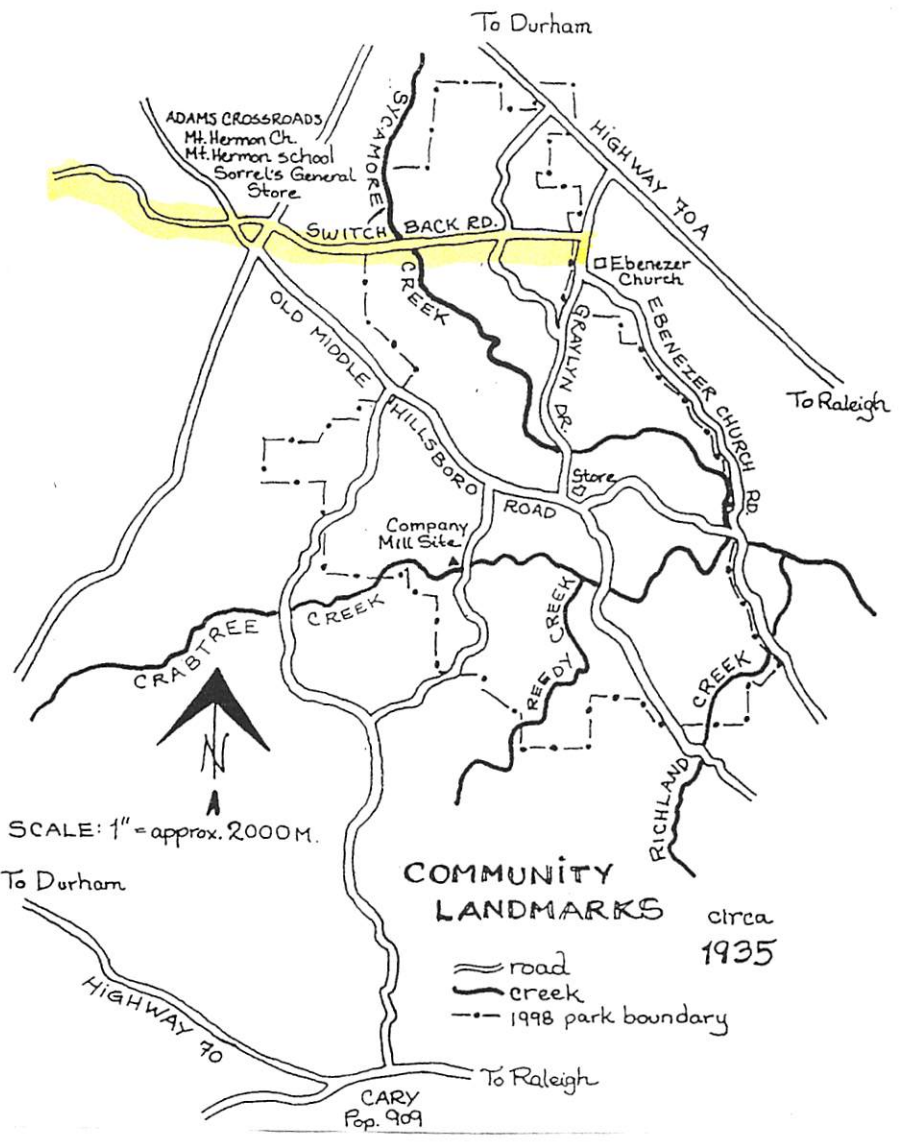 To Durham
ADAMS CROSSROADS
Mt. Hermon Ch.
Mt. Hermon school
Sorrel's General
Store
SYCAMORE
CREEK
HIGHWAY 70A
SWITCH BACK RD.
Ebenezer
Church
EBENEZER CHURCH RD.
GRAYLYN DR.
To Raleigh
OLD MIDDLE
HILLSBORO
ROAD
Store
Company
Mill Site
CRABTREE
CREEK
REEDY CREEK
RICHLAND
CREEK
N
SCALE: 1" = approx. 2000 M.
To Durham
HIGHWAY 70
COMMUNITY
LANDMARKS
circa
1935
road
creek
1998 park boundary
To Raleigh
CARY
Pop. 909